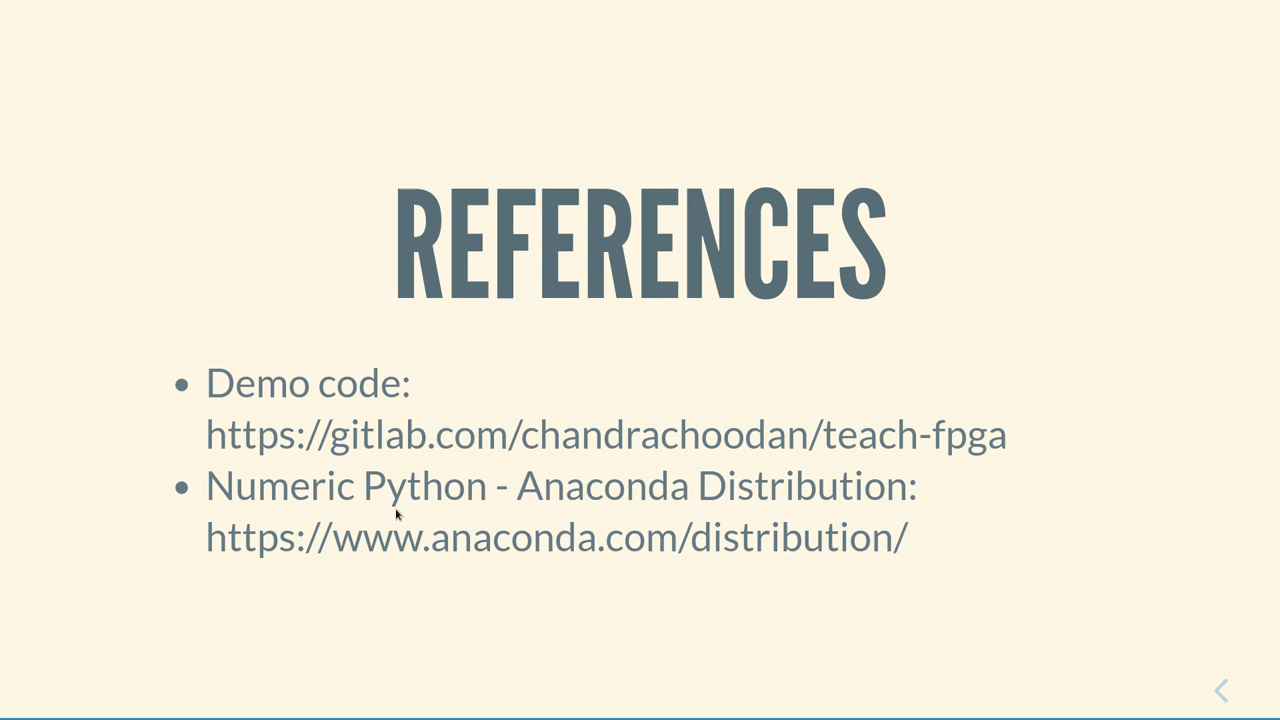 REFERENCES
Demo code:
https://gitlab.com/chandrachoodan/teach-fpga
Numeric Python - Anaconda Distribution:
https://www.anaconda.com/distribution/